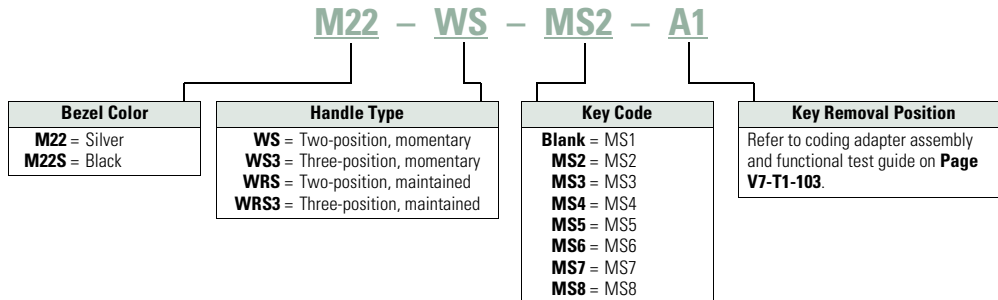 M22 – WS – MS2 – A1
Bezel Color
M22 = Silver
M22S = Black
Handle Type
WS = Two-position, momentary
WS3 = Three-position, momentary
WRS = Two-position, maintained
WRS3 = Three-position, maintained
Key Code
Blank = MS1
MS2 = MS2
MS3 = MS3
MS4 = MS4
MS5 = MS5
MS6 = MS6
MS7 = MS7
MS8 = MS8
Key Removal Position
Refer to coding adapter assembly
and functional test guide on Page
V7-T1-103.